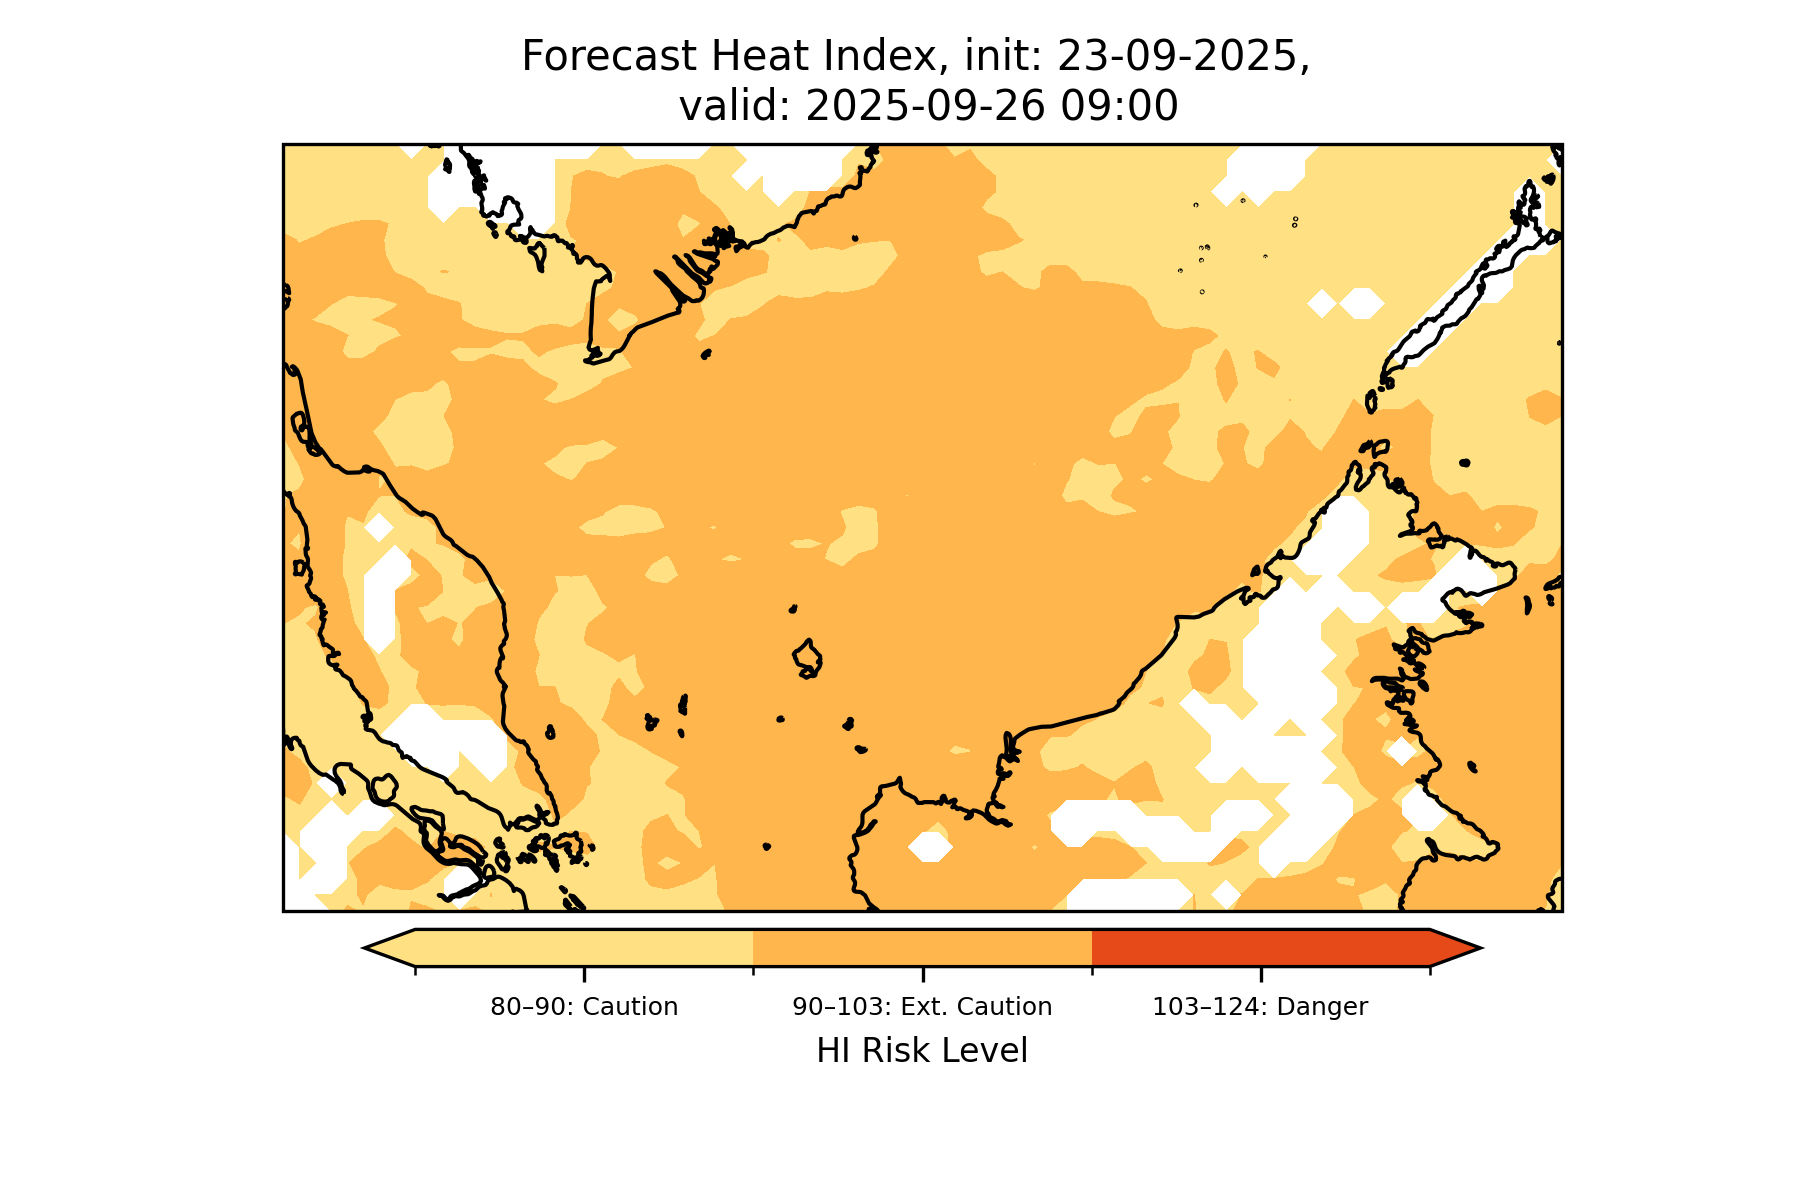 Forecast Heat Index, init: 23-09-2025,
valid: 2025-09-26 09:00
80–90: Caution
90–103: Ext. Caution
103–124: Danger
HI Risk Level